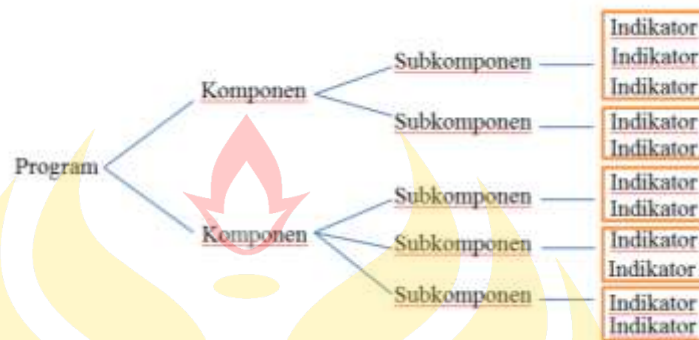 Program
Komponen
Subkomponen
Indikator
Indikator
Indikator
Subkomponen
Indikator
Indikator
Komponen
Subkomponen
Indikator
Indikator
Subkomponen
Indikator
Indikator
Subkomponen
Indikator
Indikator